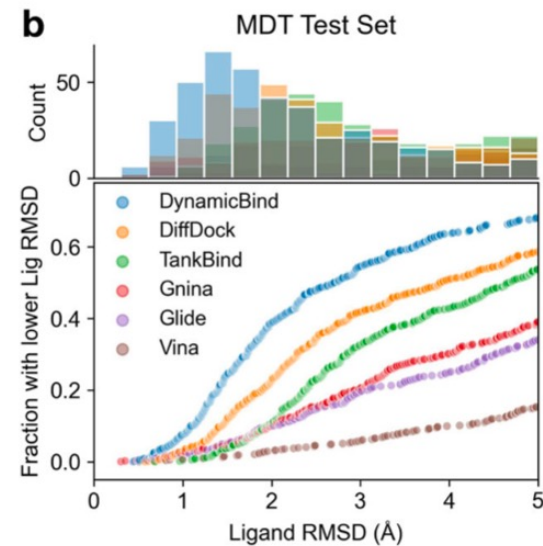 b
MDT Test Set
Count
50
0
Fraction with lower Lig RMSD
0.6
0.4
0.2
0.0
DynamicBind
DiffDock
TankBind
Gnina
Glide
Vina
0 1 2 3 4 5
Ligand RMSD (Å)